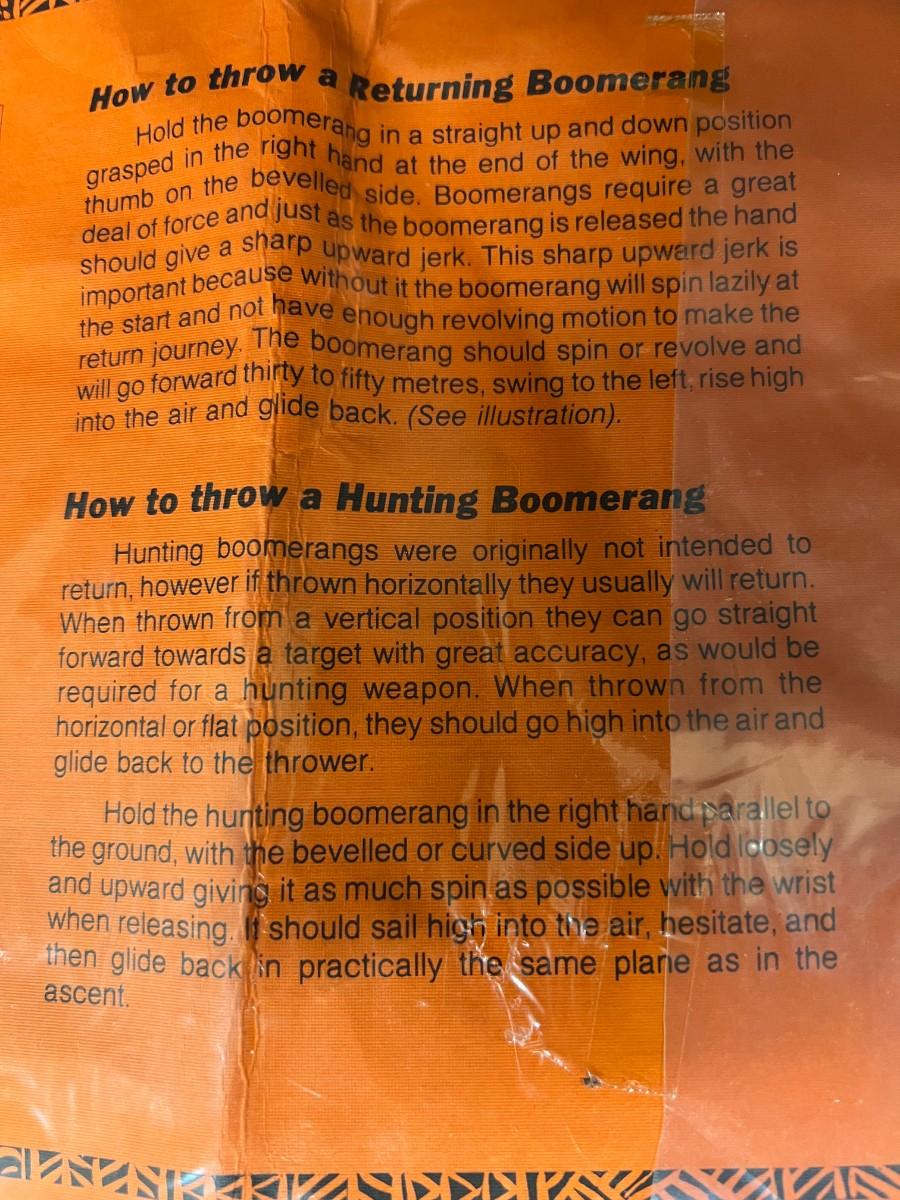 How to throw a Returning Boomerang
Hold the boomerang in a straight up and down position
grasped in the right hand at the end of the wing, with the
thumb on the bevelled side. Boomerangs require a great
deal of force and just as the boomerang is released the hand
should give a sharp upward jerk. This sharp upward jerk is
important because without it the boomerang will spin lazily at
the start and not have enough revolving motion to make the
return journey. The boomerang should spin or revolve and
will go forward thirty to fifty metres, swing to the left, rise high
into the air and glide back. (See illustration).
How to throw a Hunting Boomerang
Hunting boomerangs were originally not intended to
return, however if thrown horizontally they usually will return.
When thrown from a vertical position they can go straight
forward towards a target with great accuracy, as would be
required for a hunting weapon. When thrown from the
horizontal or flat position, they should go high into the air and
glide back to the thrower.
Hold the hunting boomerang in the right hand parallel to
the ground, with the bevelled or curved side up. Hold loosely
and upward giving it as much spin as possible with the wrist
when releasing. It should sail high into the air, hesitate, and
then glide back in practically the same plane as in the
ascent.